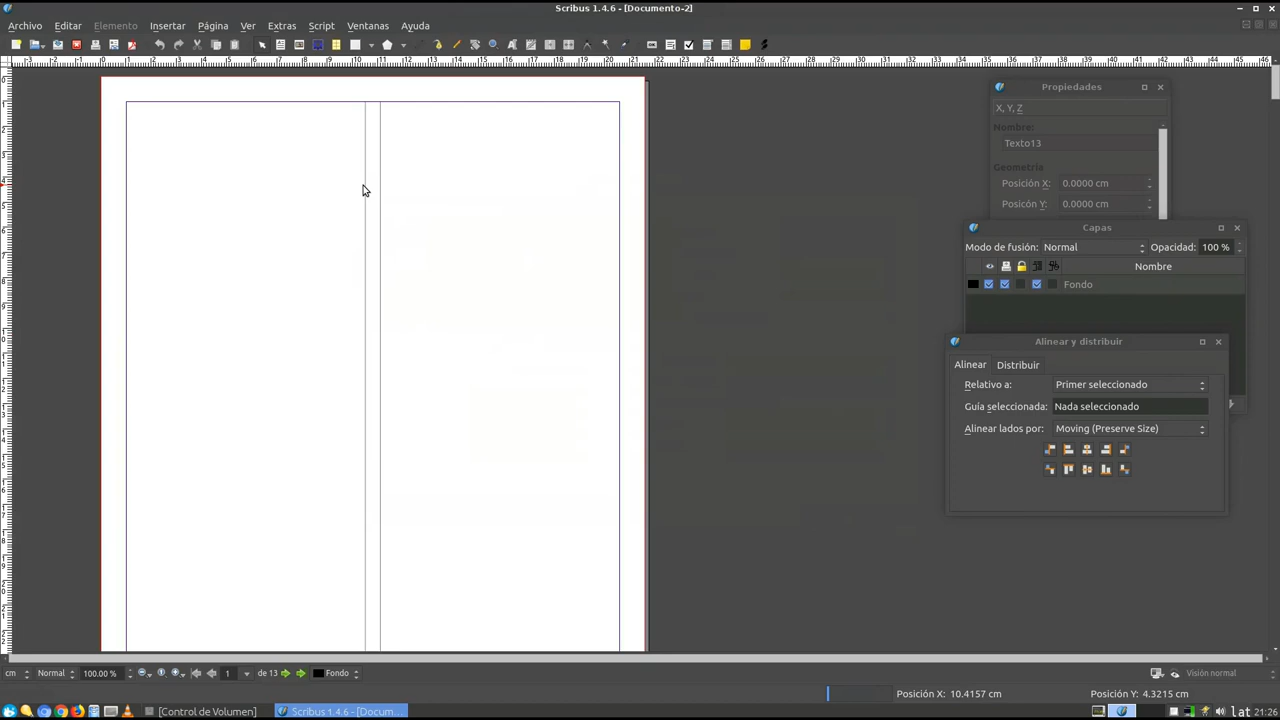 Scribus 1.4.6 - [Documento-2]
Archivo Editar Elemento Insertar Página Ver Extras Script Ventanas Ayuda
Propiedades
X, Y, Z
Nombre:
Texto13
Geometría
Posición X: 0.0000 cm
Posicón Y: 0.0000 cm
Capas
Modo de fusión: Normal Opacidad: 100 %
Nombre
Fondo
Alinear y distribuir
Alinear Distribuir
Relativo a: Primer seleccionado
Guía seleccionada: Nada seleccionado
Alinear lados por: Moving (Preserve Size)
cm Normal 100.00 % 1 de 13 Fondo Visión normal
Posición X: 10.4157 cm Posición Y: 4.3215 cm
[Control de Volumen] Scribus 1.4.6 - [Docum lat 21:26